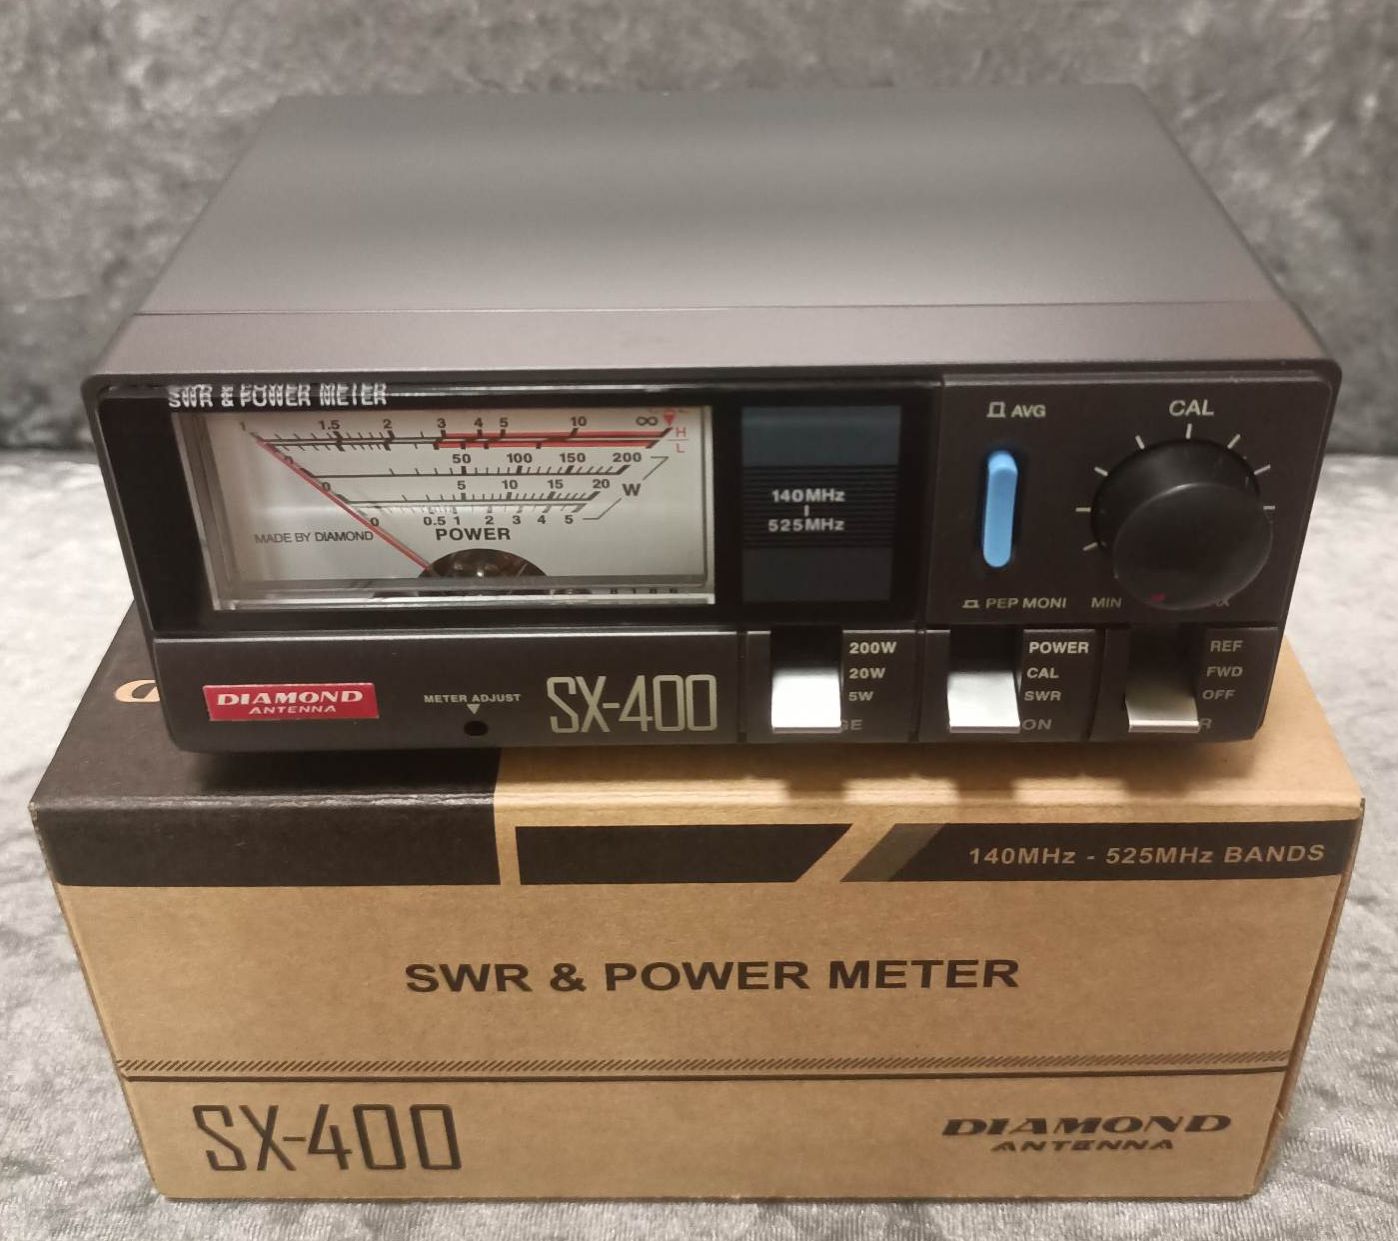 SWR & POWER METER
1 1.5 2 3 4 5 10 ∞ H
L
50 100 150 200
0 5 10 15 20 W
0 0.5 1 2 3 4 5
MADE BY DIAMOND
POWER
140MHz
525MHz
AVG
PEP MONI
CAL
MIN
DIAMOND
ANTENNA
METER ADJUST
SX-400
200W
20W
5W
POWER
CAL
SWR
REF
FWD
OFF
140MHz - 525MHz BANDS
SWR & POWER METER
SX-400
DIAMOND
ANTENNA